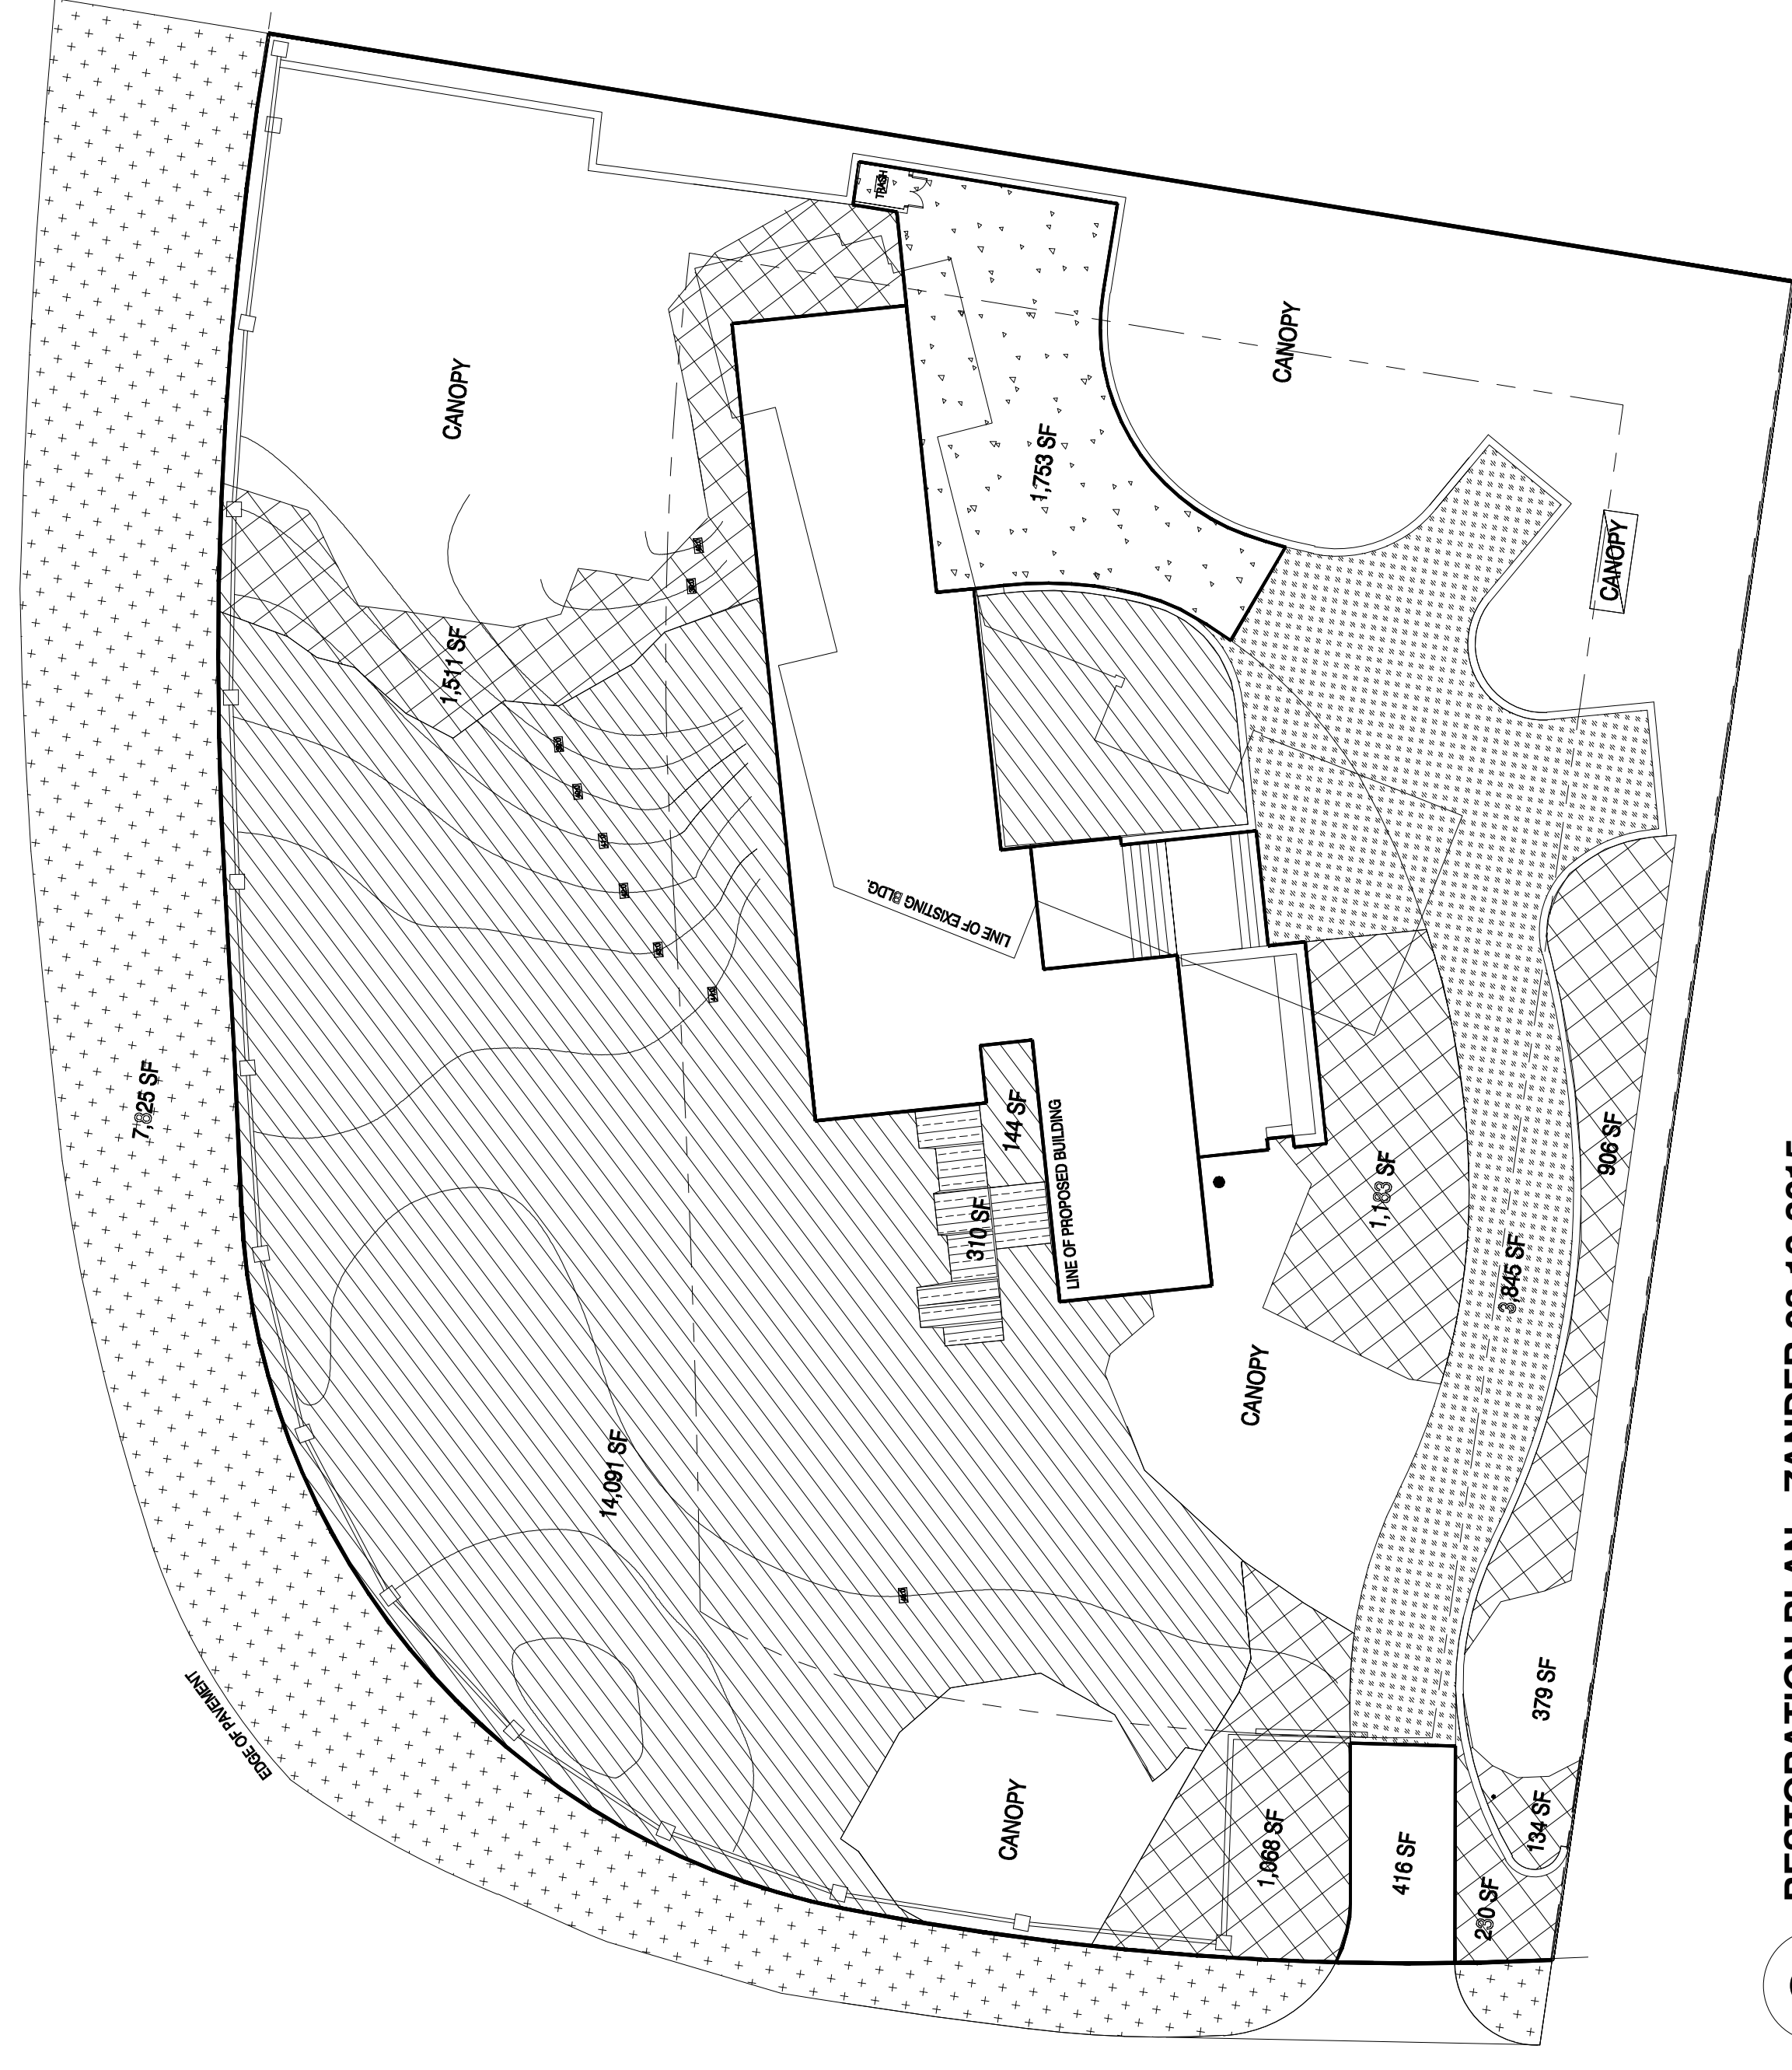 TRASH
CANOPY
CANOPY
1,753 SF
CANOPY
1,511 SF
LINE OF EXISTING BLDG.
7,825 SF
144 SF
LINE OF PROPOSED BUILDING
310 SF
1,183 SF
906 SF
3,845 SF
CANOPY
14,091 SF
EDGE OF PAVEMENT
379 SF
CANOPY
1,068 SF
416 SF
134 SF
280 SF